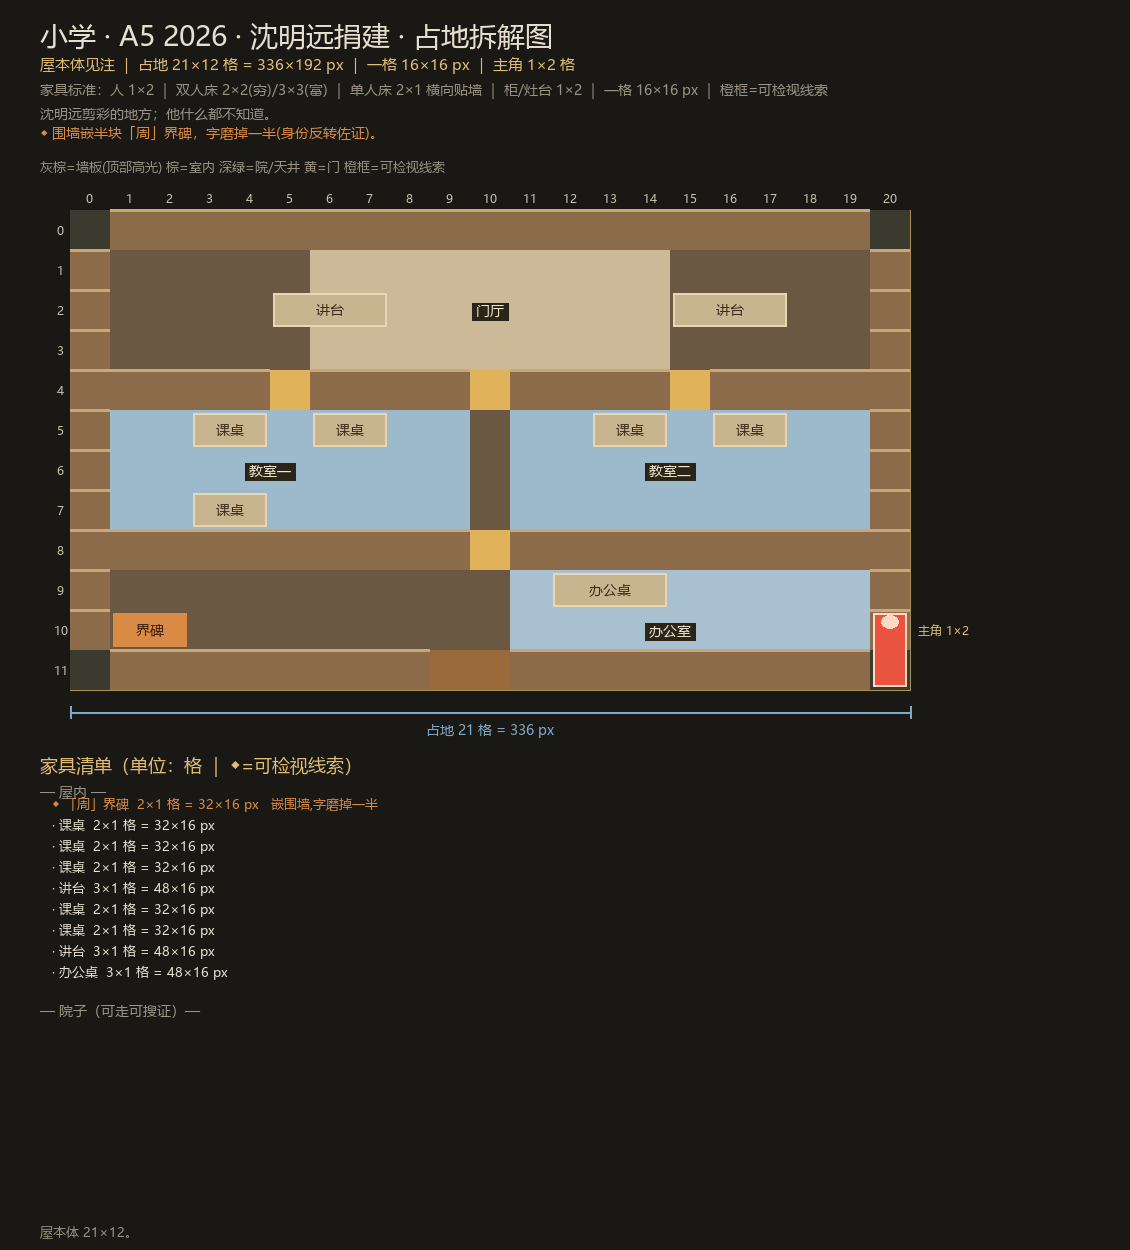 小学 · A5 2026 · 沈明远捐建 · 占地拆解图
屋本体见注 ｜ 占地 21×12 格 = 336×192 px ｜ 一格 16×16 px ｜ 主角 1×2 格
家具标准：人 1×2 ｜ 双人床 2×2(穷)/3×3(富) ｜ 单人床 2×1 横向贴墙 ｜ 柜/灶台 1×2 ｜ 一格 16×16 px ｜ 橙框=可检视线索
沈明远剪彩的地方；他什么都不知道。
◆ 围墙嵌半块「周」界碑，字磨掉一半(身份反转佐证)。
灰棕=墙板(顶部高光) 棕=室内 深绿=院/天井 黄=门 橙框=可检视线索
0 1 2 3 4 5 6 7 8 9 10 11 12 13 14 15 16 17 18 19 20
0
1
2 讲台 门厅 讲台
3
4
5 课桌 课桌 课桌 课桌
6 教室一 教室二
7 课桌
8
9 办公桌
10 界碑 办公室 主角 1×2
11
占地 21 格 = 336 px
家具清单（单位：格 ｜ ◆=可检视线索）
— 屋内 —
◆ 「周」界碑 2×1 格 = 32×16 px 嵌围墙,字磨掉一半
· 课桌 2×1 格 = 32×16 px
· 课桌 2×1 格 = 32×16 px
· 课桌 2×1 格 = 32×16 px
· 讲台 3×1 格 = 48×16 px
· 课桌 2×1 格 = 32×16 px
· 课桌 2×1 格 = 32×16 px
· 讲台 3×1 格 = 48×16 px
· 办公桌 3×1 格 = 48×16 px
— 院子（可走可搜证）—
屋本体 21×12。